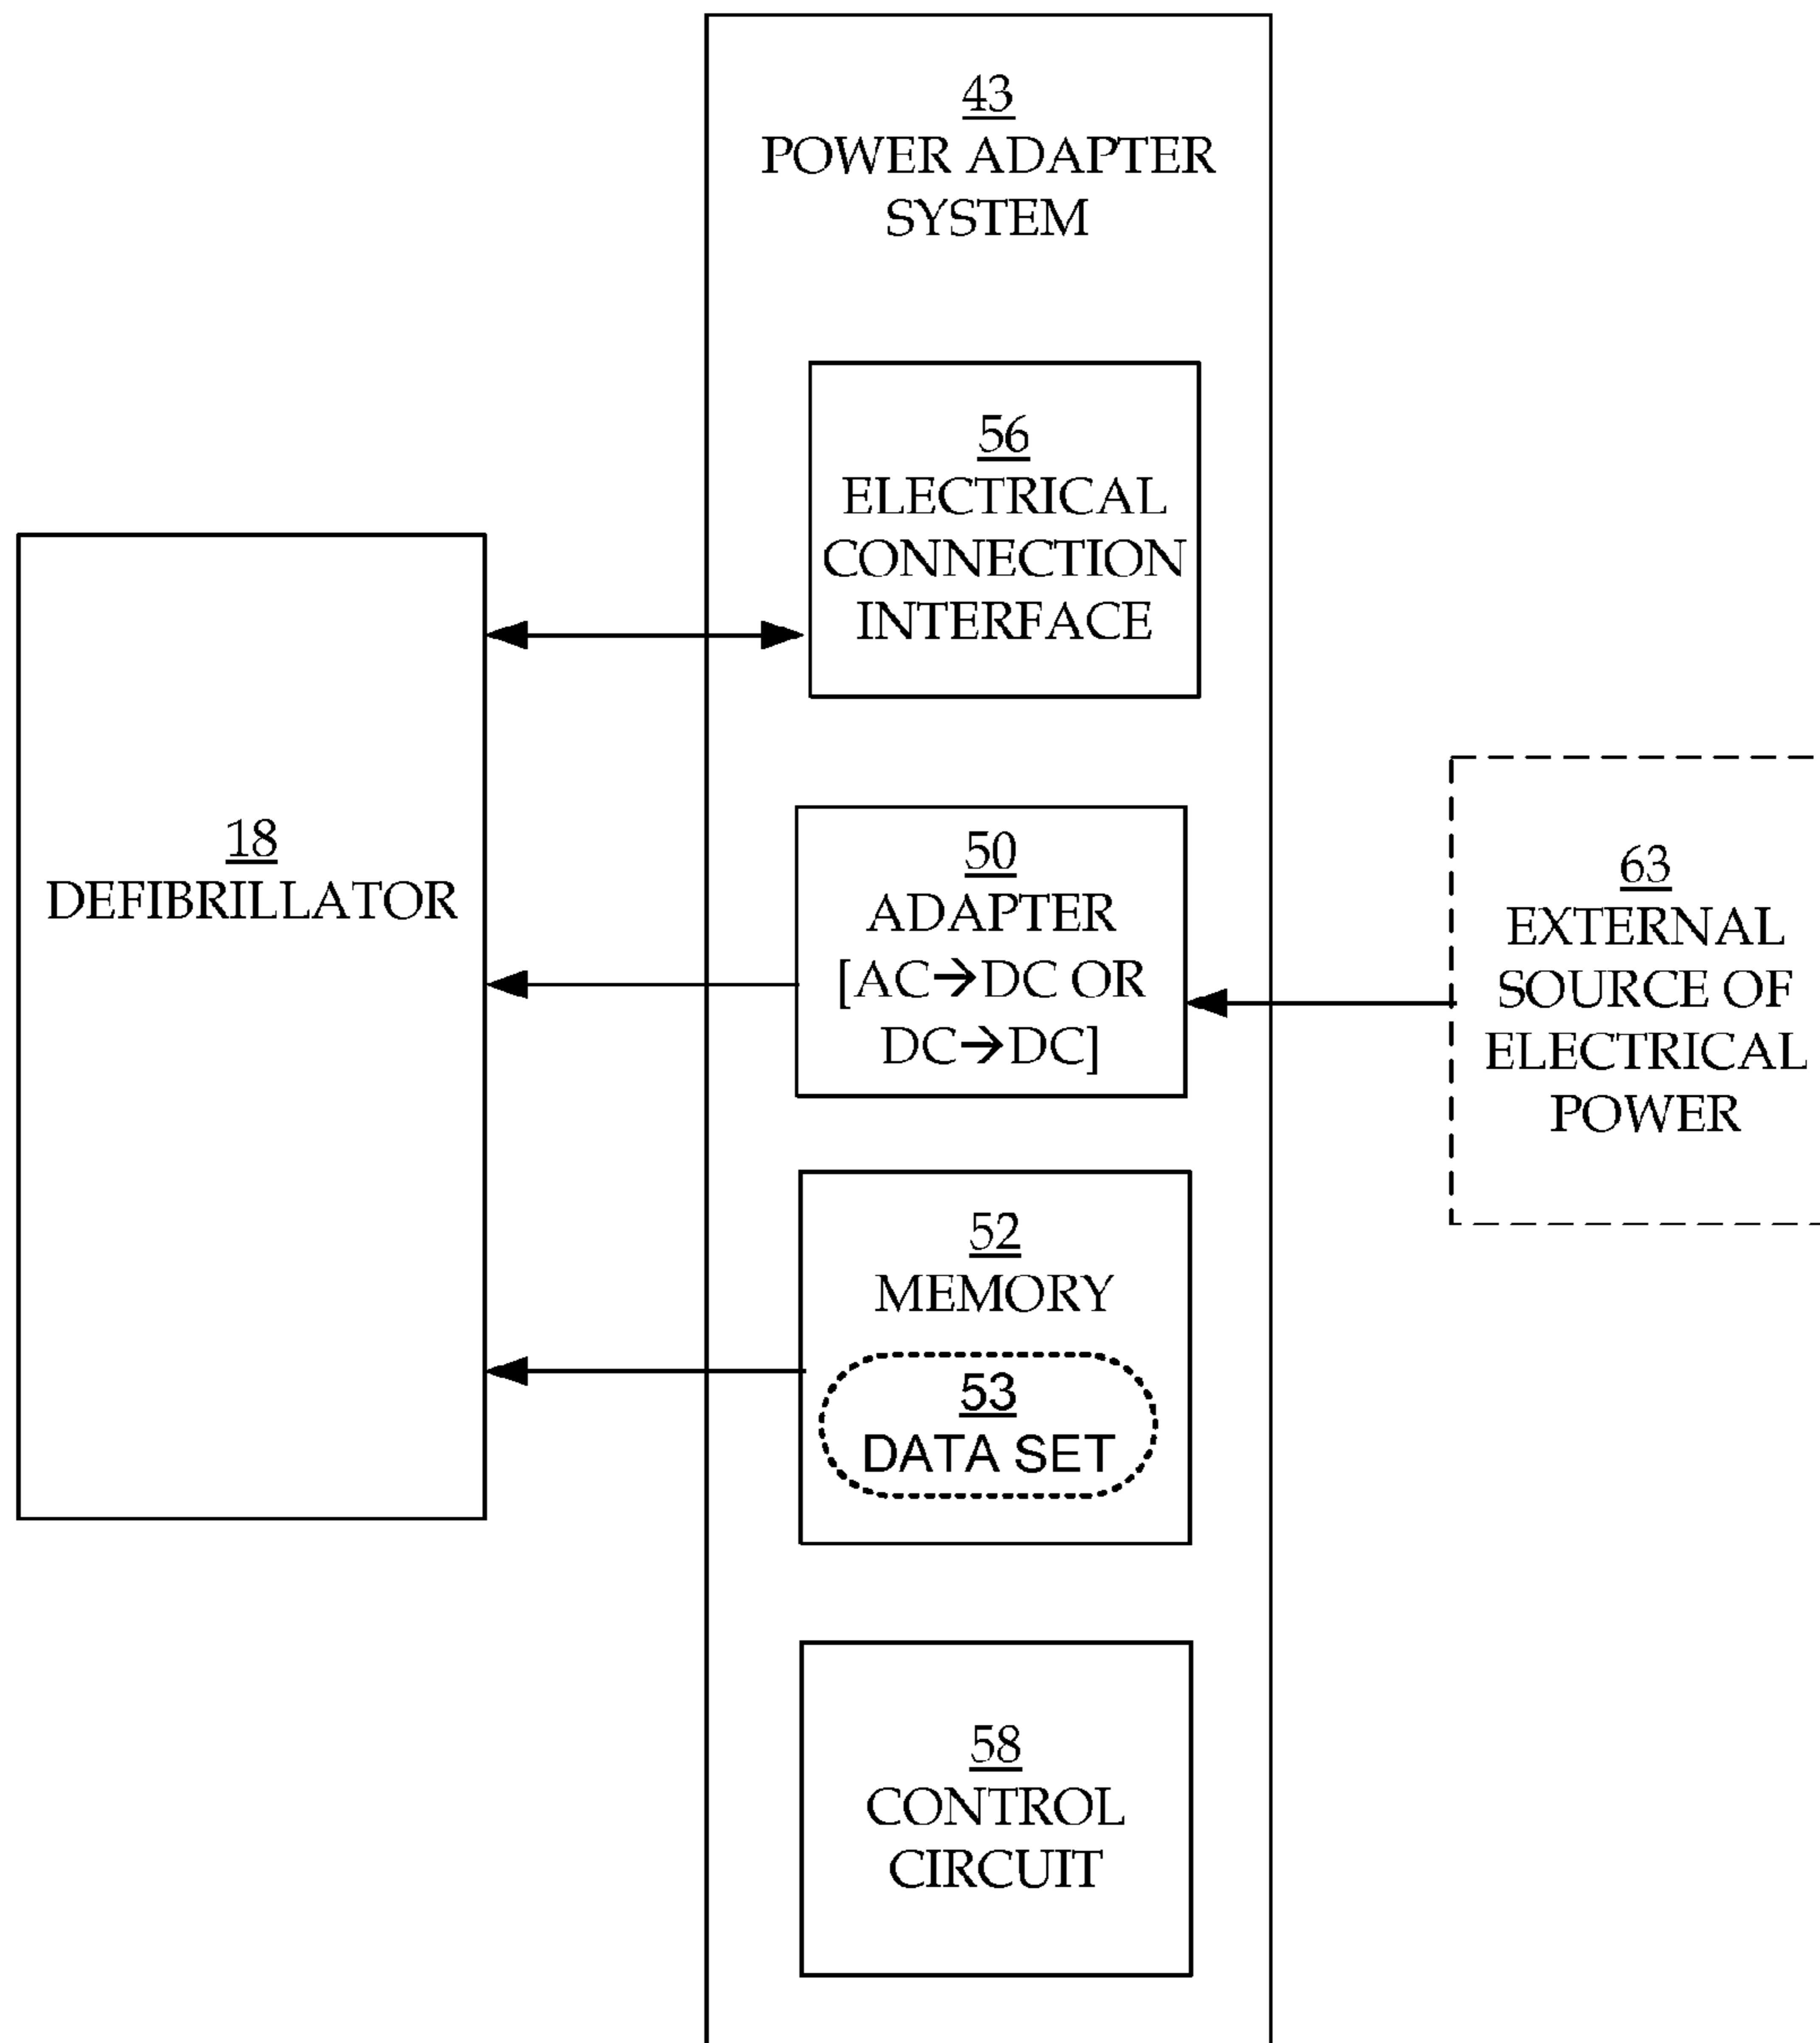 43
POWER ADAPTER
SYSTEM
56
ELECTRICAL
CONNECTION
INTERFACE
18
DEFIBRILLATOR
50
ADAPTER
[AC→DC OR
DC→DC]
63
EXTERNAL
SOURCE OF
ELECTRICAL
POWER
52
MEMORY
53
DATA SET
58
CONTROL
CIRCUIT